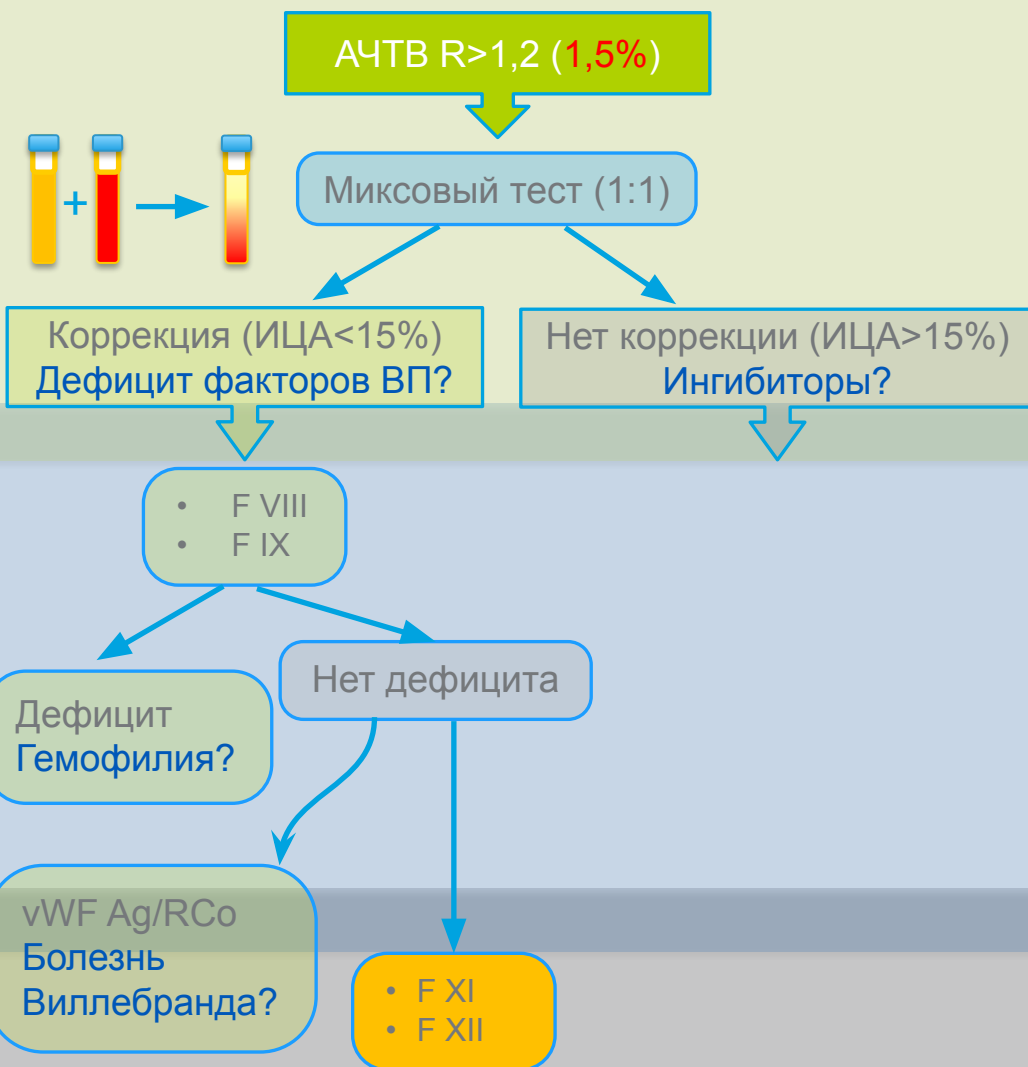 АЧТВ R>1,2 (1,5%)
+
Миксовый тест (1:1)
Коррекция (ИЦА<15%)
Дефицит факторов ВП?
Нет коррекции (ИЦА>15%)
Ингибиторы?
• F VIII
• F IX
Нет дефицита
Дефицит
Гемофилия?
vWF Ag/RCo
Болезнь
Виллебранда?
• F XI
• F XII